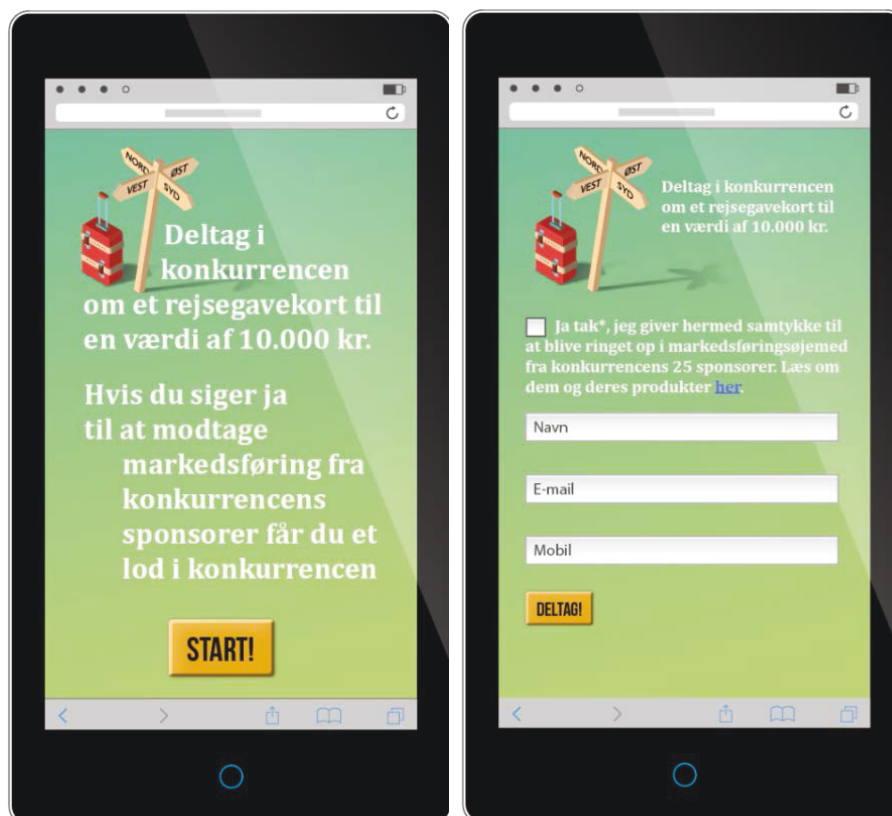 NORD
ØST
VEST
SYD
Deltag i
konkurrencen
om et rejsegavekort til
en værdi af 10.000 kr.
Hvis du siger ja
til at modtage
markedsføring fra
konkurrencens
sponsorer får du et
lod i konkurrencen
START!
NORD
ØST
VEST
SYD
Deltag i konkurrencen
om et rejsegavekort til
en værdi af 10.000 kr.
Ja tak*, jeg giver hermed samtykke til
at blive ringet op i markedsføringsøjemed
fra konkurrencens 25 sponsorer. Læs om
dem og deres produkter her.
Navn
E-mail
Mobil
DELTAG!